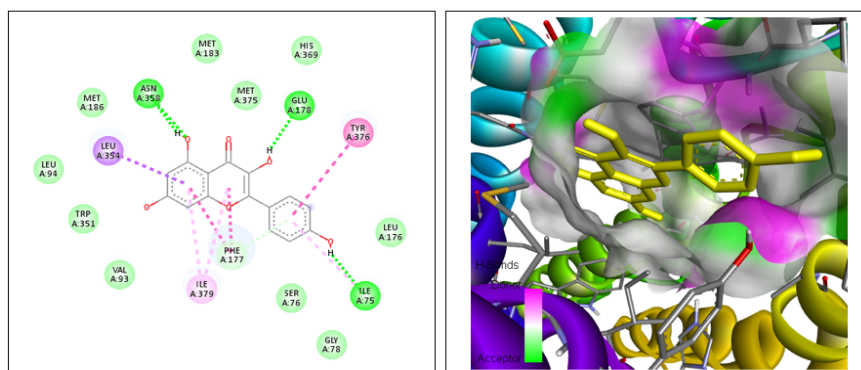 MET
A:183
HIS
A:369
ASN
A:358
MET
A:375
GLU
A:178
MET
A:186
TYR
A:376
LEU
A:354
LEU
A:94
H
O
O
H
O
TRP
A:351
HO
O
LEU
A:176
PHE
A:177
O
H
VAL
A:93
ILE
A:379
SER
A:76
ILE
A:75
GLY
A:78
H-Bonds
Donor
Acceptor